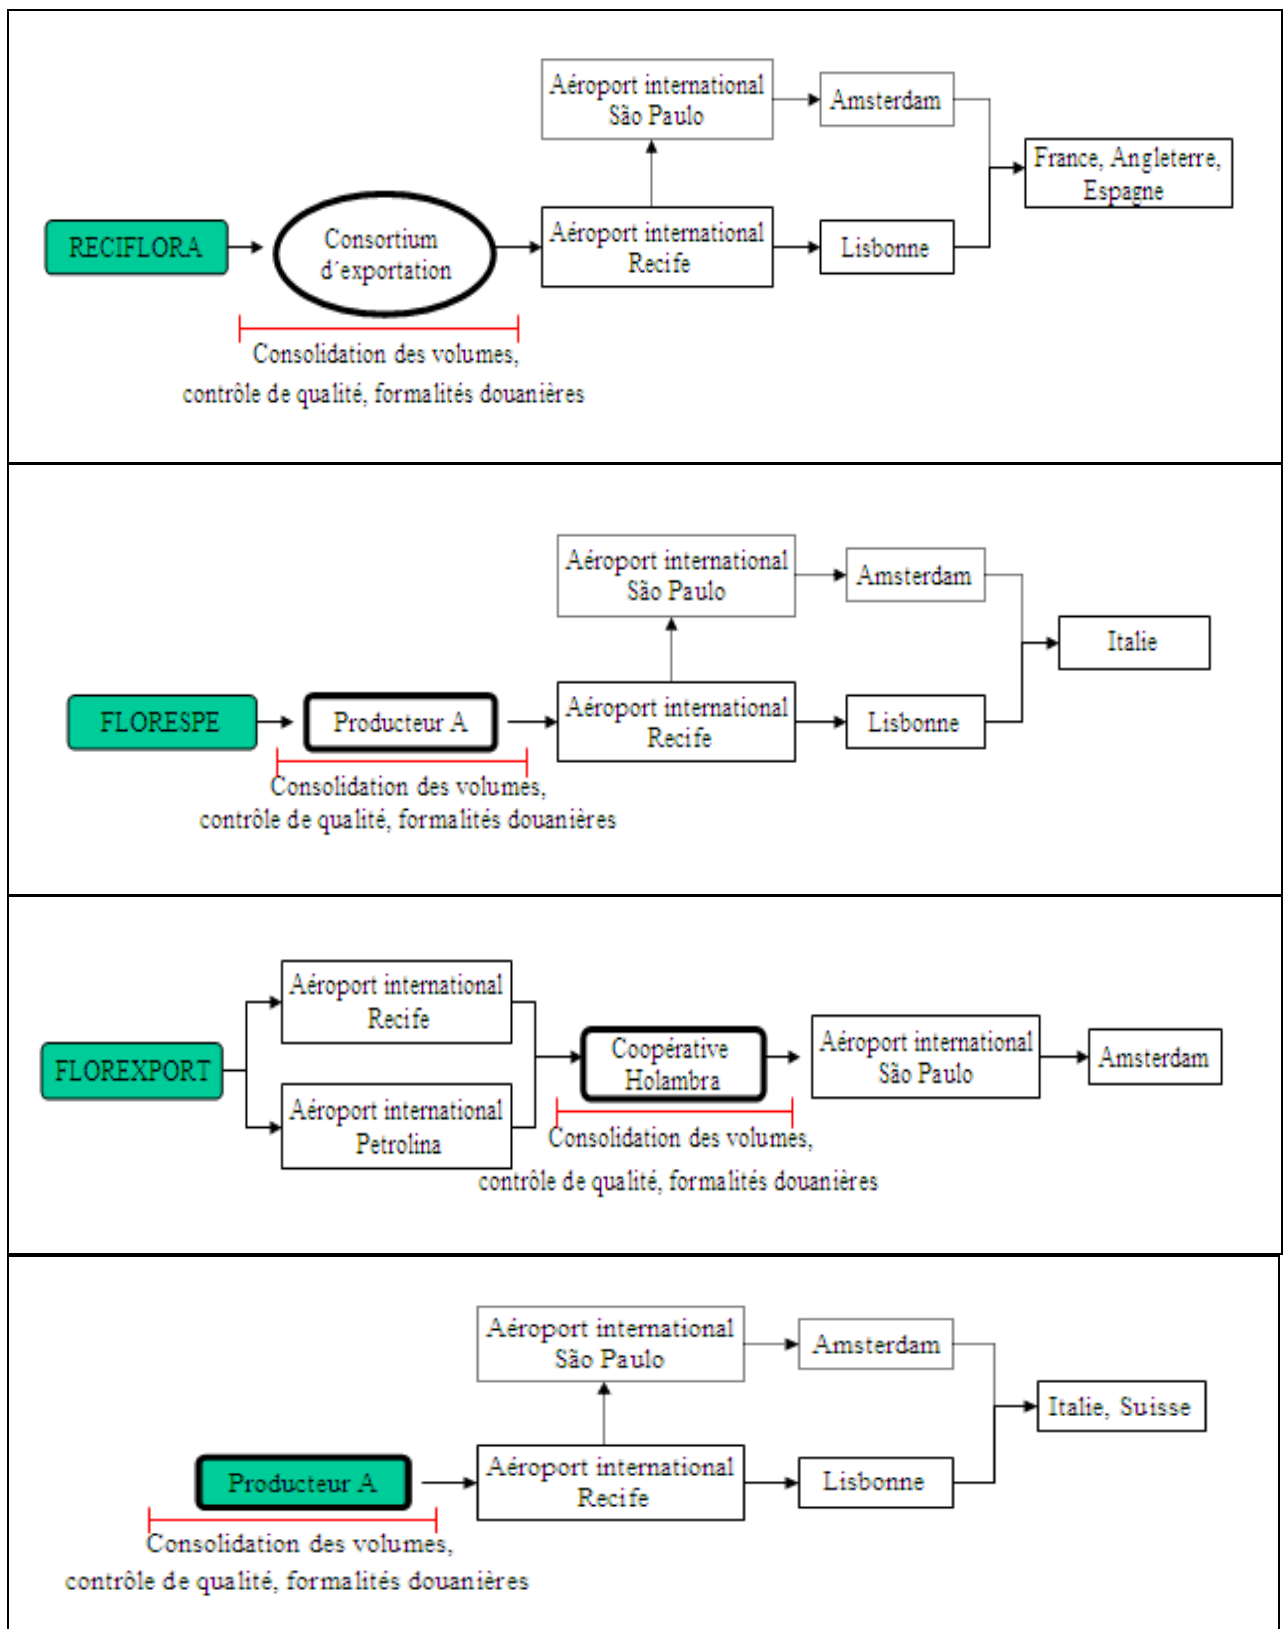 Aéroport international
São Paulo
Amsterdam
France, Angleterre,
Espagne
RECIFLORA
Consortium
d´exportation
Aéroport international
Recife
Lisbonne
Consolidation des volumes,
contrôle de qualité, formalités douanières
Aéroport international
São Paulo
Amsterdam
Italie
FLORESPE
Producteur A
Aéroport international
Recife
Lisbonne
Consolidation des volumes,
contrôle de qualité, formalités douanières
Aéroport international
Recife
FLOREXPORT
Aéroport international
Petrolina
Coopérative
Holambra
Aéroport international
São Paulo
Amsterdam
Consolidation des volumes,
contrôle de qualité, formalités douanières
Aéroport international
São Paulo
Amsterdam
Italie, Suisse
Producteur A
Aéroport international
Recife
Lisbonne
Consolidation des volumes,
contrôle de qualité, formalités douanières